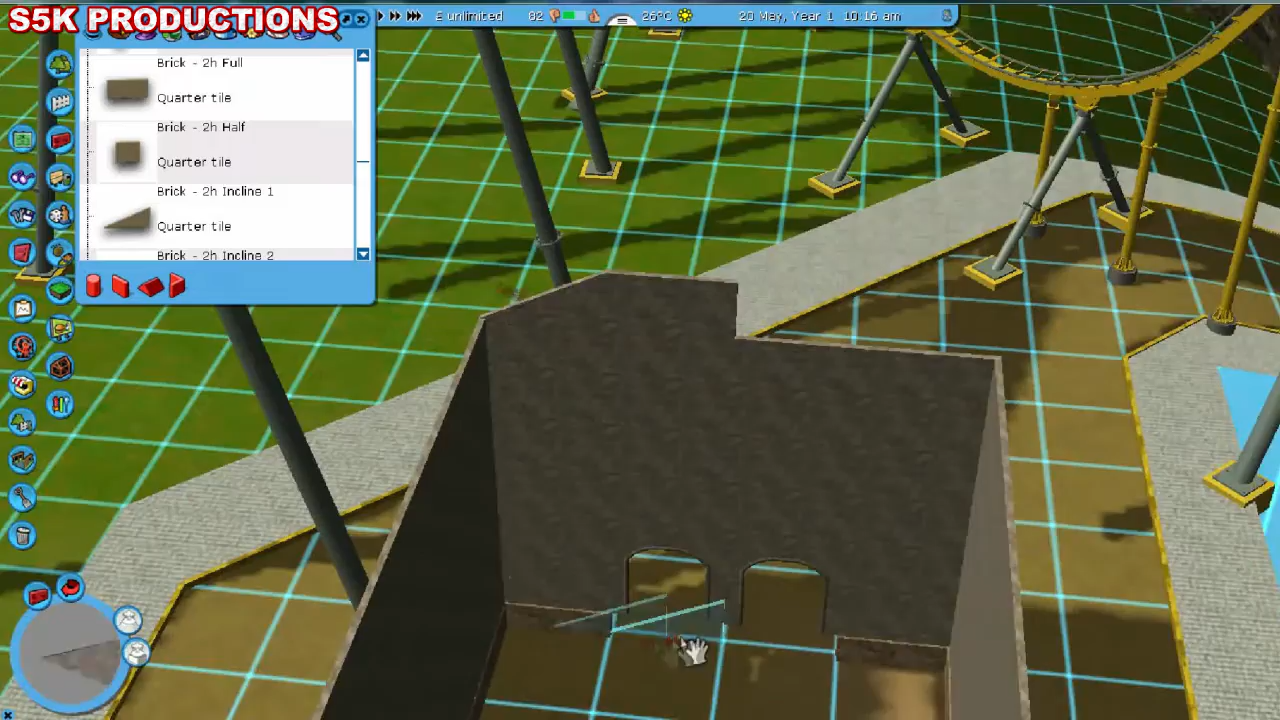 S5K PRODUCTIONS
£ unlimited
82
26°C
20 May, Year 1 10:16 am
Brick - 2h Full
Quarter tile
Brick - 2h Half
Quarter tile
Brick - 2h Incline 1
Quarter tile
Brick - 2h Incline 2